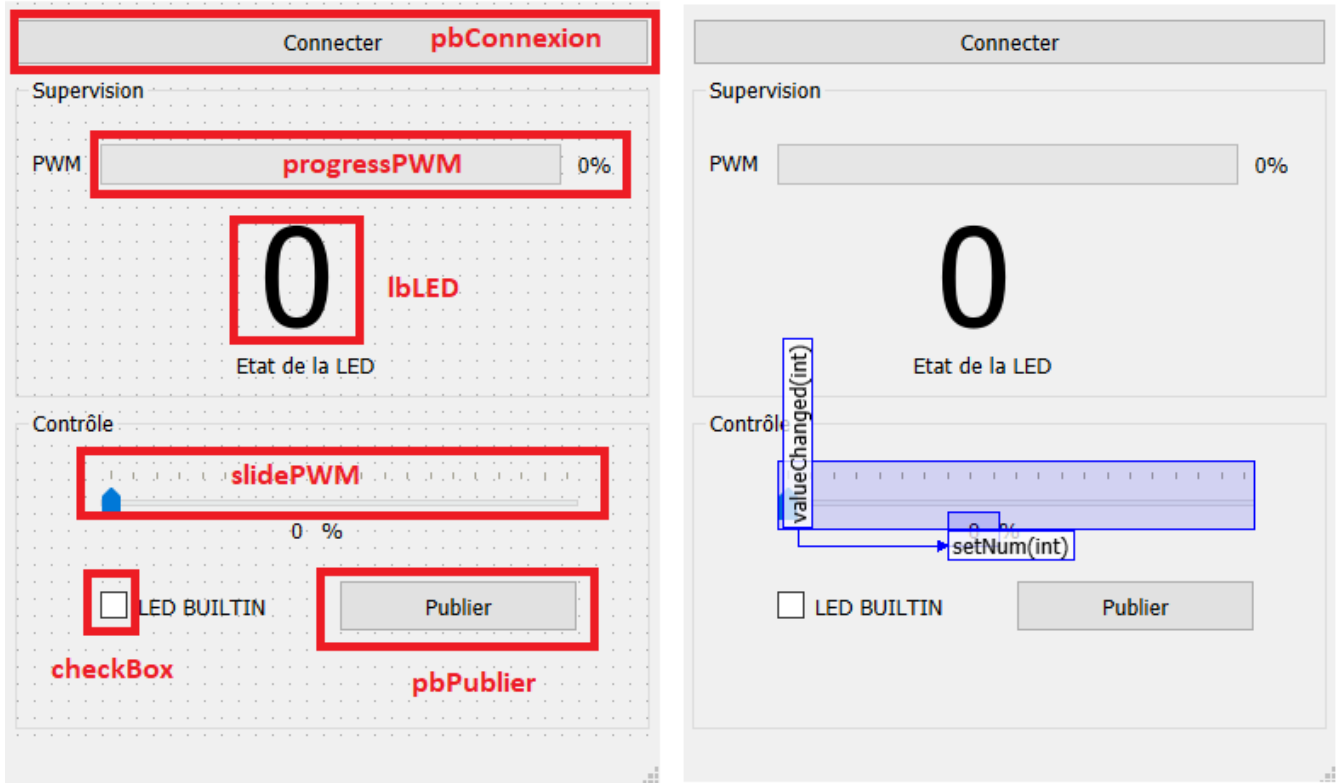 Connecter pbConnexion
Supervision
PWM progressPWM 0%
0 lbLED
Etat de la LED
Contrôle
slidePWM
0 %
LED BUILTIN Publier
checkBox
pbPublier
Connecter
Supervision
PWM 0%
0
Etat de la LED
Contrôle
valueChanged(int)
0 %
setNum(int)
LED BUILTIN Publier